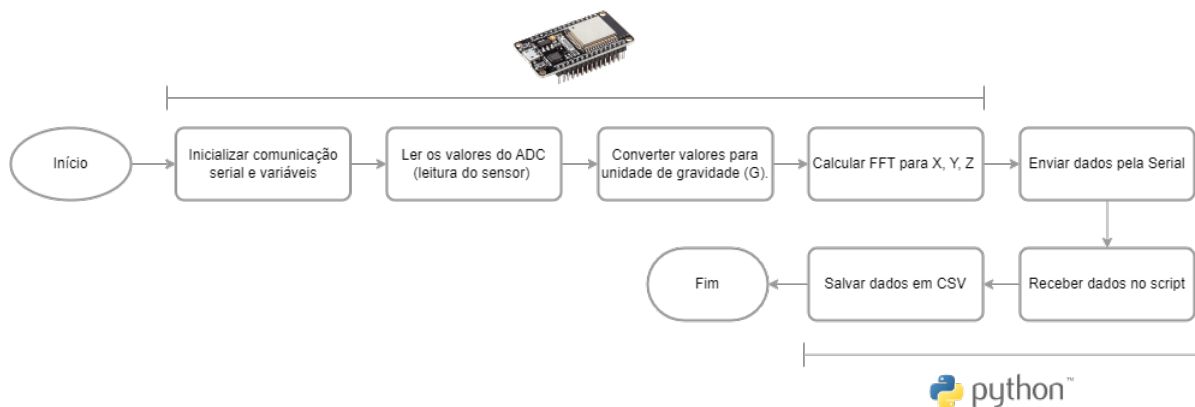 Início
Inicializar comunicação
serial e variáveis
Ler os valores do ADC
(leitura do sensor)
Converter valores para
unidade de gravidade (G).
Calcular FFT para X, Y, Z
Enviar dados pela Serial
Receber dados no script
Salvar dados em CSV
Fim
python™